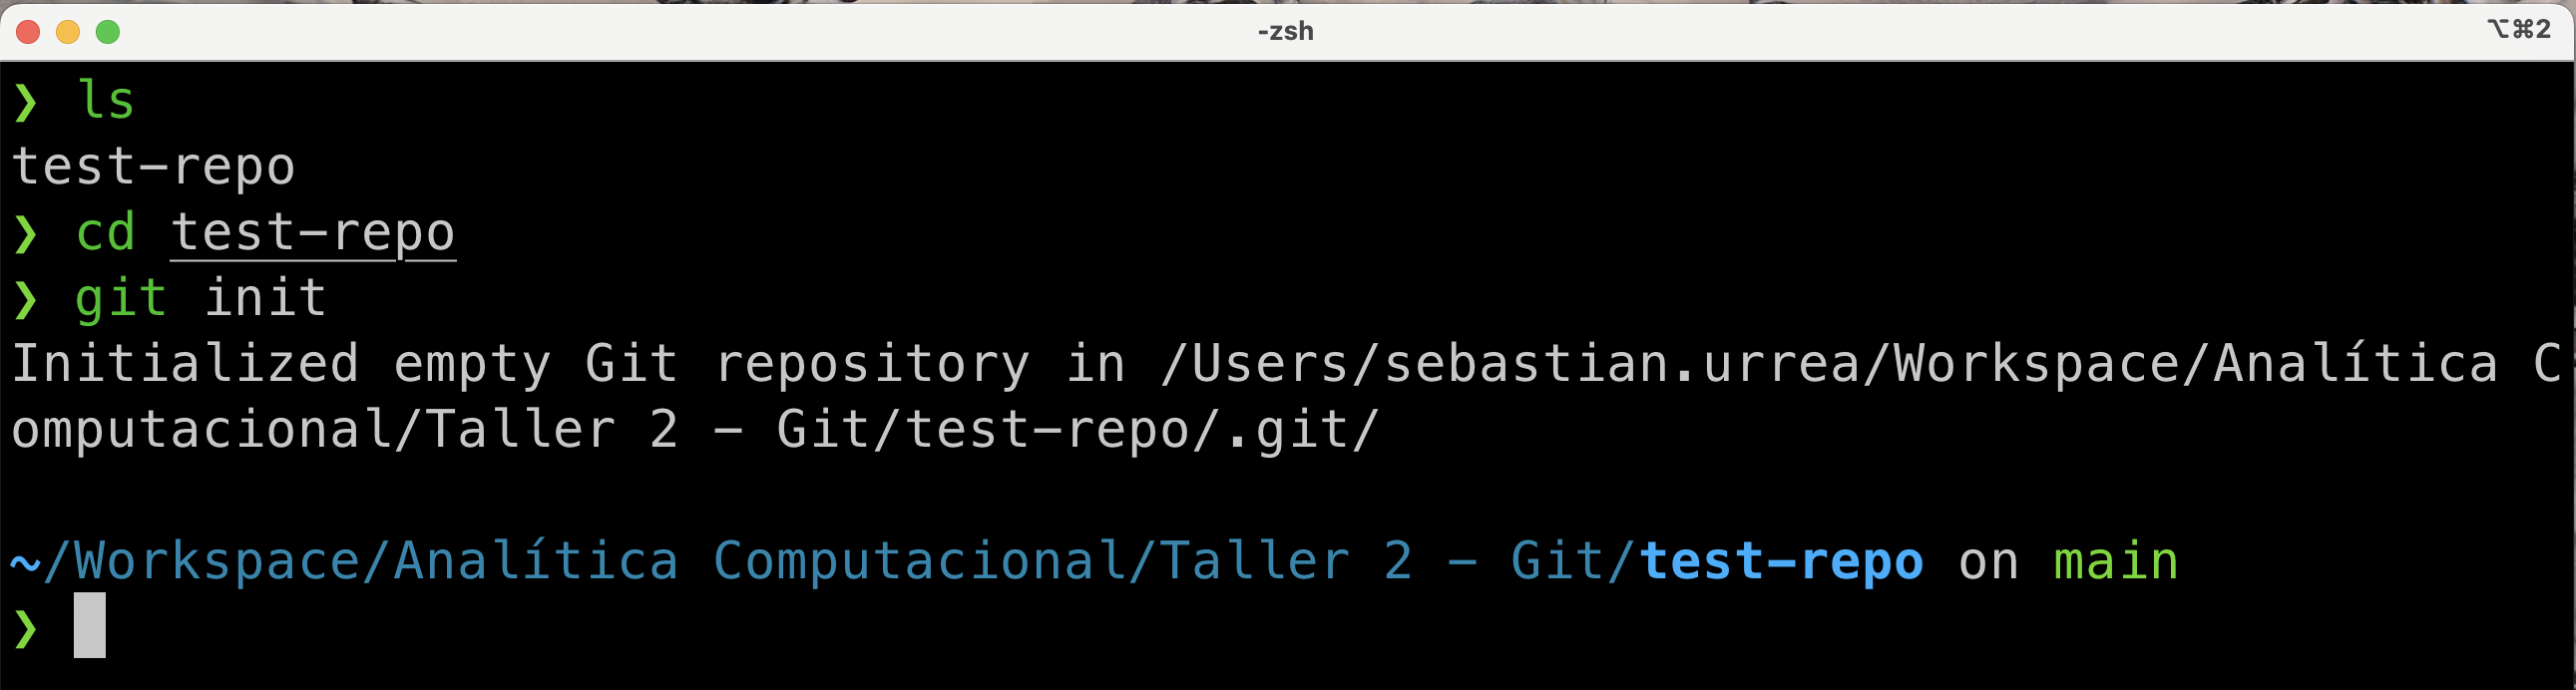 -zsh
⌥⌘2
❯ ls
test-repo
❯ cd test-repo
❯ git init
Initialized empty Git repository in /Users/sebastian.urrea/Workspace/Analítica C
omputacional/Taller 2 - Git/test-repo/.git/
~/Workspace/Analítica Computacional/Taller 2 - Git/test-repo on main
❯